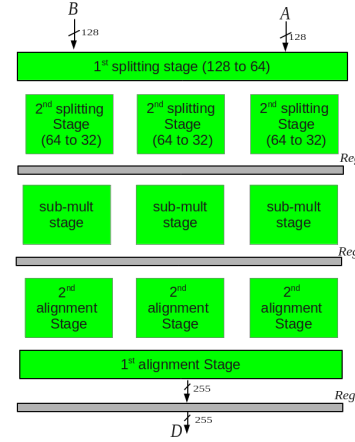 B A
128 128
1st splitting stage (128 to 64)
2nd splitting 2nd splitting 2nd splitting
Stage Stage Stage
(64 to 32) (64 to 32) (64 to 32)
Reg
sub-mult sub-mult sub-mult
stage stage stage
Reg
2nd 2nd 2nd
alignment alignment alignment
Stage Stage Stage
1st alignment Stage
255
Reg
255
D